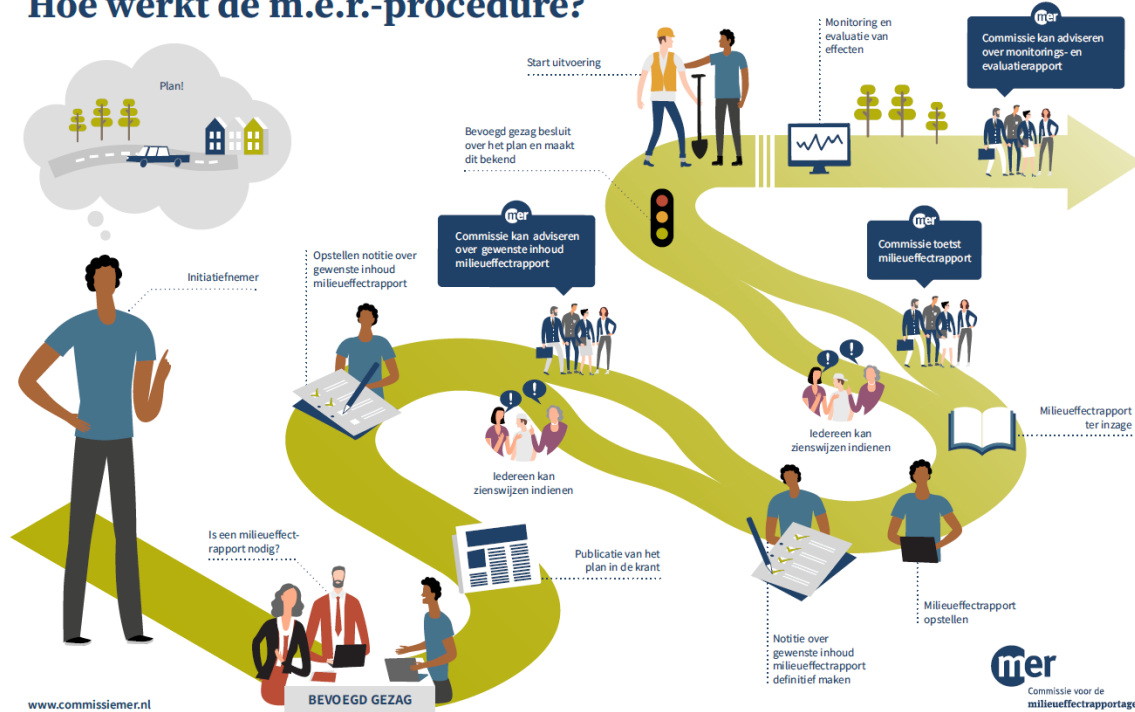 Hoe werkt de m.e.r.-procedure?
Plan!
Initiatiefnemer
Is een milieueffect-
rapport nodig?
BEVOEGD GEZAG
Publicatie van het
plan in de krant
Opstellen notitie over
gewenste inhoud
milieueffectrapport
mer
Commissie kan adviseren
over gewenste inhoud
milieueffectrapport
Iedereen kan
zienswijzen indienen
Notitie over
gewenste inhoud
milieueffectrapport
definitief maken
Milieueffectrapport
opstellen
Milieueffectrapport
ter inzage
mer
Commissie toetst
milieueffectrapport
Iedereen kan
zienswijzen indienen
Bevoegd gezag besluit
over het plan en maakt
dit bekend
Start uitvoering
Monitoring en
evaluatie van
effecten
mer
Commissie kan adviseren
over monitorings- en
evaluatierapport
www.commissiemer.nl
mer
Commissie voor de
milieueffectrapportage